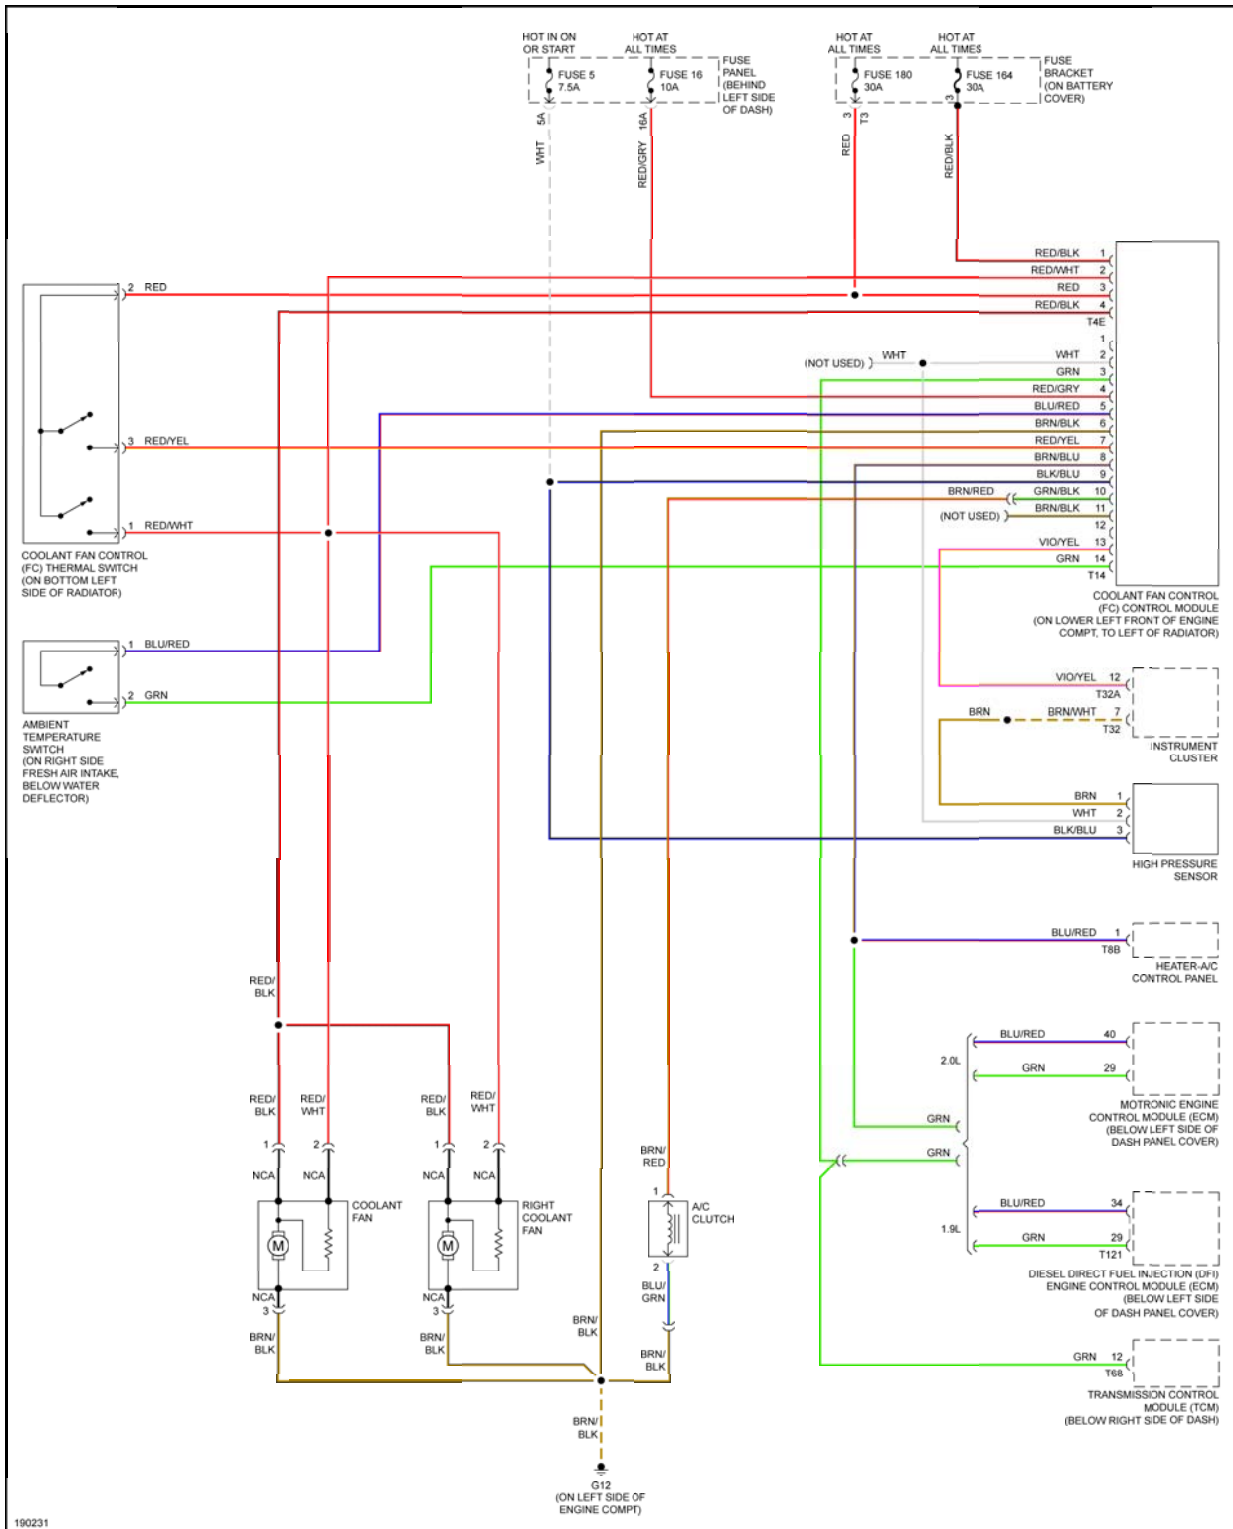 HOT IN ON
OR START
HOT AT
ALL TIMES
HOT AT
ALL TIMES
HOT AT
ALL TIMES
FUSE 5
7.5A
FUSE 16
10A
FUSE
PANEL
(BEHIND
LEFT SIDE
OF DASH)
FUSE 180
30A
FUSE 164
30A
FUSE
BRACKET
(ON BATTERY
COVER)
5A
16A
3
T3
3
WHT
RED/GRY
RED
RED/BLK
RED/BLK 1
RED/WHT 2
RED 3
RED/BLK 4
T4E
2 RED
1
(NOT USED) WHT
WHT 2
GRN 3
RED/GRY 4
BLU/RED 5
BRN/BLK 6
3 RED/YEL
RED/YEL 7
BRN/BLU 8
BLK/BLU 9
BRN/RED
GRN/BLK 10
(NOT USED)
BRN/BLK 11
12
1 RED/WHT
VIO/YEL 13
GRN 14
T14
COOLANT FAN CONTROL
(FC) THERMAL SWITCH
(ON BOTTOM LEFT
SIDE OF RADIATOR)
COOLANT FAN CONTROL
(FC) CONTROL MODULE
(ON LOWER LEFT FRONT OF ENGINE
COMPT, TO LEFT OF RADIATOR)
1 BLU/RED
2 GRN
AMBIENT
TEMPERATURE
SWITCH
(ON RIGHT SIDE
FRESH AIR INTAKE,
BELOW WATER
DEFLECTOR)
VIO/YEL 12
T32A
BRN
BRN/WHT 7
T32
INSTRUMENT
CLUSTER
BRN 1
WHT 2
BLK/BLU 3
HIGH PRESSURE
SENSOR
BLU/RED 1
T8B
HEATER-A/C
CONTROL PANEL
RED/
BLK
2.0L
BLU/RED 40
GRN 29
MOTRONIC ENGINE
CONTROL MODULE (ECM)
(BELOW LEFT SIDE OF
DASH PANEL COVER)
GRN
GRN
RED/
BLK
RED/
WHT
RED/
BLK
RED/
WHT
1
2
1
2
NCA
NCA
NCA
NCA
BRN/
RED
1
COOLANT
FAN
M
RIGHT
COOLANT
FAN
M
A/C
CLUTCH
1.9L
BLU/RED 34
GRN 29
T121
DIESEL DIRECT FUEL INJECTION (DFI)
ENGINE CONTROL MODULE (ECM)
(BELOW LEFT SIDE
OF DASH PANEL COVER)
NCA
3
NCA
3
2
BLU/
GRN
BRN/
BLK
BRN/
BLK
BRN/
BLK
BRN/
BLK
GRN 12
T68
TRANSMISSION CONTROL
MODULE (TCM)
(BELOW RIGHT SIDE OF DASH)
BRN/
BLK
G12
(ON LEFT SIDE OF
ENGINE COMPT)
190231